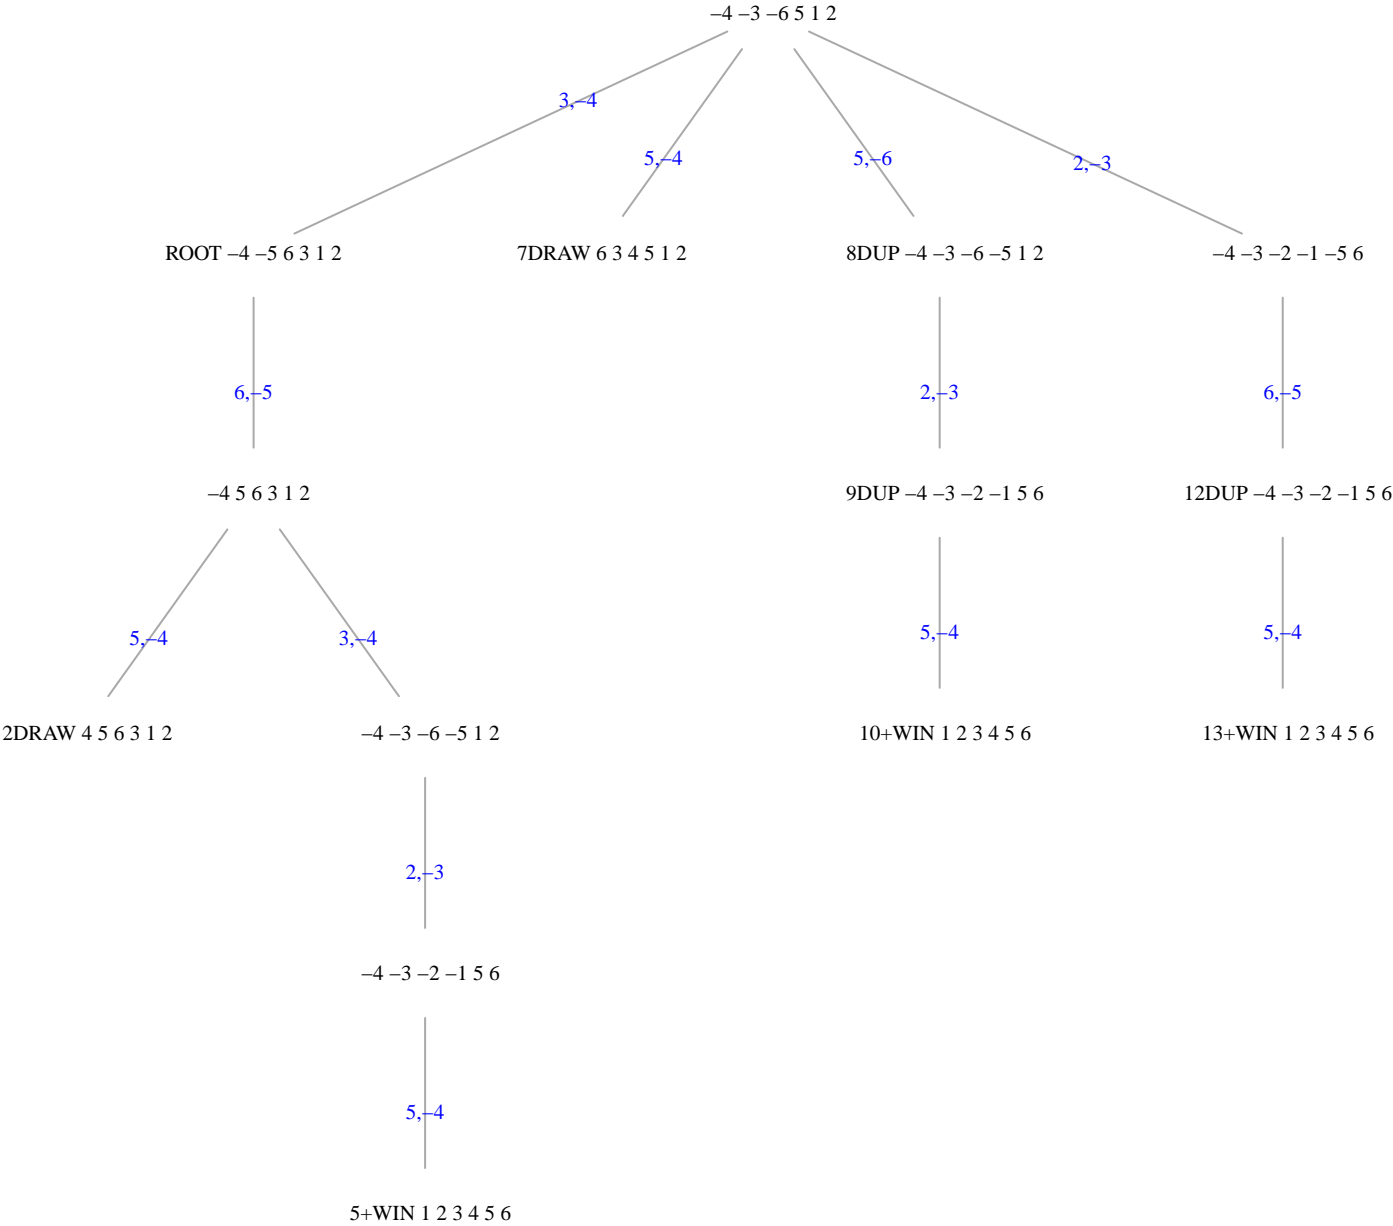 −4 −3 −6 5 1 2
3,−4
5,−4
5,−6
2,−3
ROOT −4 −5 6 3 1 2
7DRAW 6 3 4 5 1 2
8DUP −4 −3 −6 −5 1 2
−4 −3 −2 −1 −5 6
6,−5
2,−3
6,−5
−4 5 6 3 1 2
9DUP −4 −3 −2 −1 5 6
12DUP −4 −3 −2 −1 5 6
5,−4
3,−4
5,−4
5,−4
2DRAW 4 5 6 3 1 2
−4 −3 −6 −5 1 2
10+WIN 1 2 3 4 5 6
13+WIN 1 2 3 4 5 6
2,−3
−4 −3 −2 −1 5 6
5,−4
5+WIN 1 2 3 4 5 6